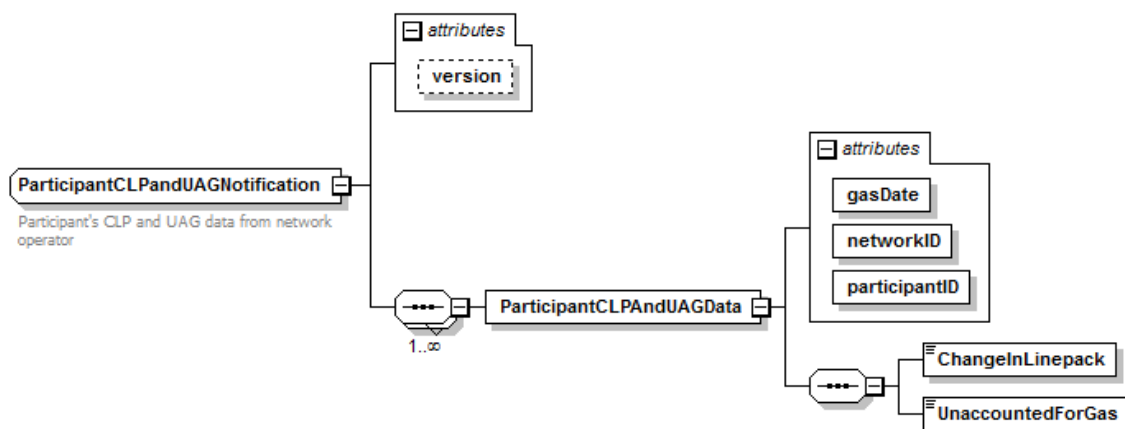 attributes
version
ParticipantCLPandUAGNotification
Participant's CLP and UAG data from network
operator
attributes
gasDate
networkID
participantID
ParticipantCLPAndUAGData
1..∞
ChangeInLinepack
UnaccountedForGas